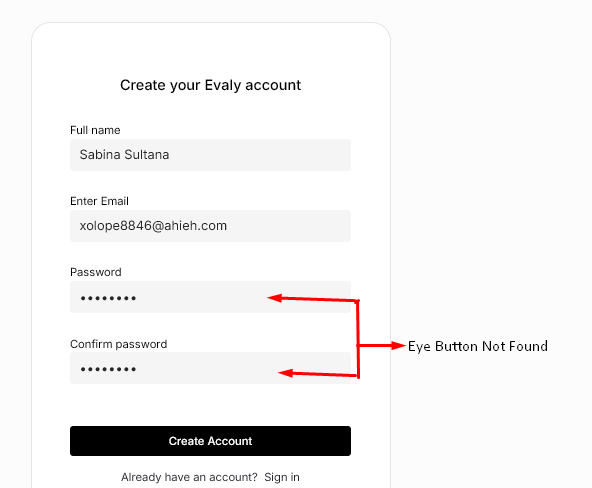 Create your Evaly account
Full name
Sabina Sultana
Enter Email
xolope8846@ahieh.com
Password
••••••••
Confirm password
••••••••
Eye Button Not Found
Create Account
Already have an account? Sign in